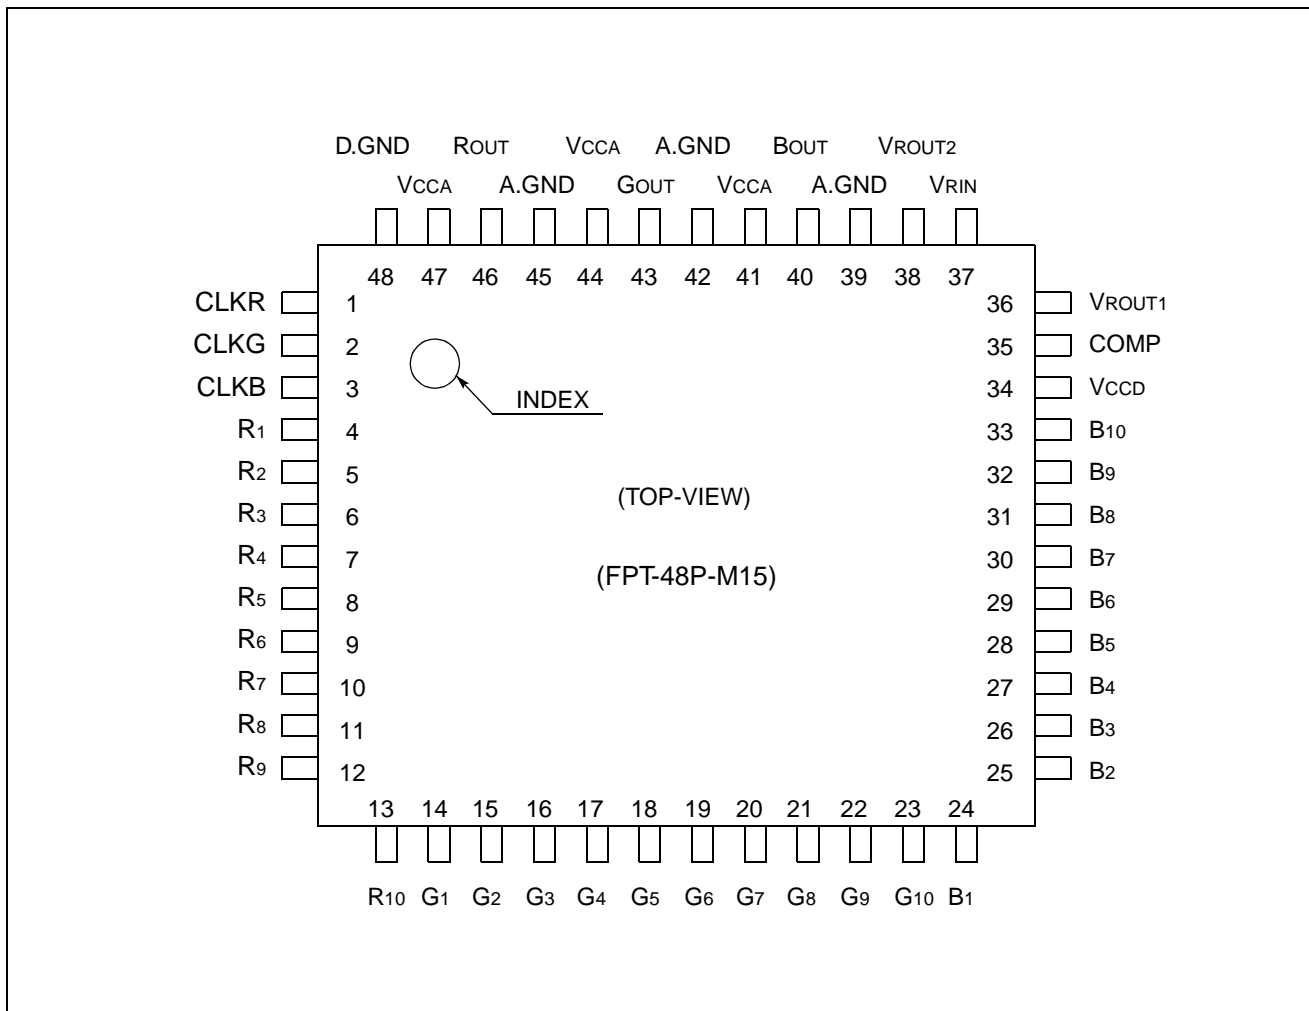 D.GND ROUT VCCA A.GND BOUT VROUT2
VCCA A.GND GOUT VCCA A.GND VRIN
48 47 46 45 44 43 42 41 40 39 38 37
CLKR 1 36 VROUT1
CLKG 2 35 COMP
CLKB 3 34 VCCD
INDEX
R1 4 33 B10
R2 5 32 B9
(TOP-VIEW)
R3 6 31 B8
R4 7 30 B7
(FPT-48P-M15)
R5 8 29 B6
R6 9 28 B5
R7 10 27 B4
R8 11 26 B3
R9 12 25 B2
13 14 15 16 17 18 19 20 21 22 23 24
R10 G1 G2 G3 G4 G5 G6 G7 G8 G9 G10 B1